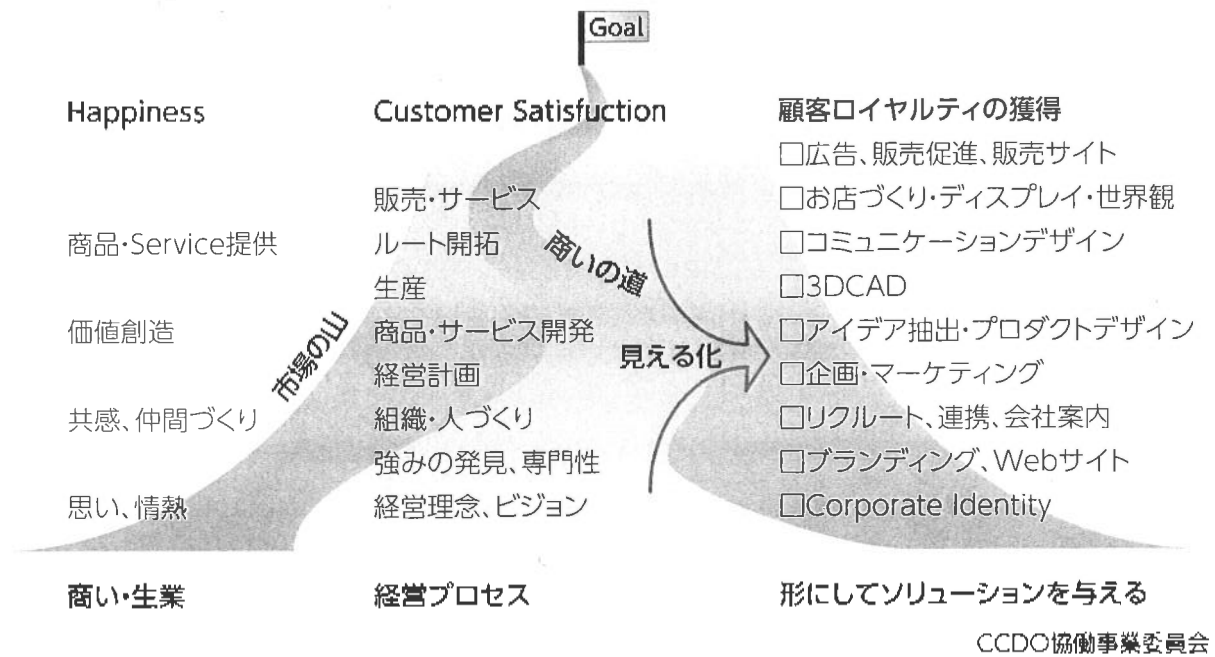 Goal
Happiness
商品・Service提供
価値創造
共感、仲間づくり
思い、情熱
商い・生業
市場の山
Customer Satisfuction
販売・サービス
ルート開拓
生産
商品・サービス開発
経営計画
組織・人づくり
強みの発見、専門性
経営理念、ビジョン
経営プロセス
商いの道
見える化
顧客ロイヤルティの獲得
□広告、販売促進、販売サイト
□お店づくり・ディスプレイ・世界観
□コミュニケーションデザイン
□3DCAD
□アイデア抽出・プロダクトデザイン
□企画・マーケティング
□リクルート、連携、会社案内
□ブランディング、Webサイト
□Corporate Identity
形にしてソリューションを与える
CCDO協働事業委員会